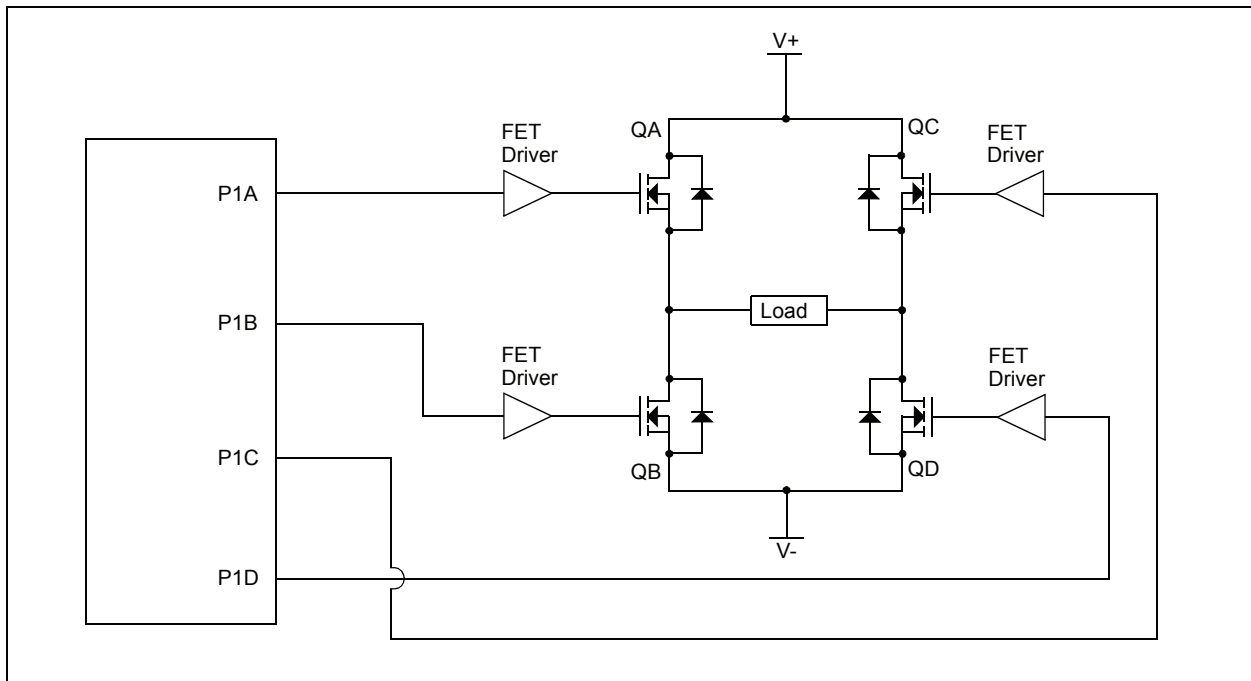 V+
QA
FET
Driver
QC
FET
Driver
P1A
Load
P1B
FET
Driver
FET
Driver
P1C
QB
QD
V-
P1D